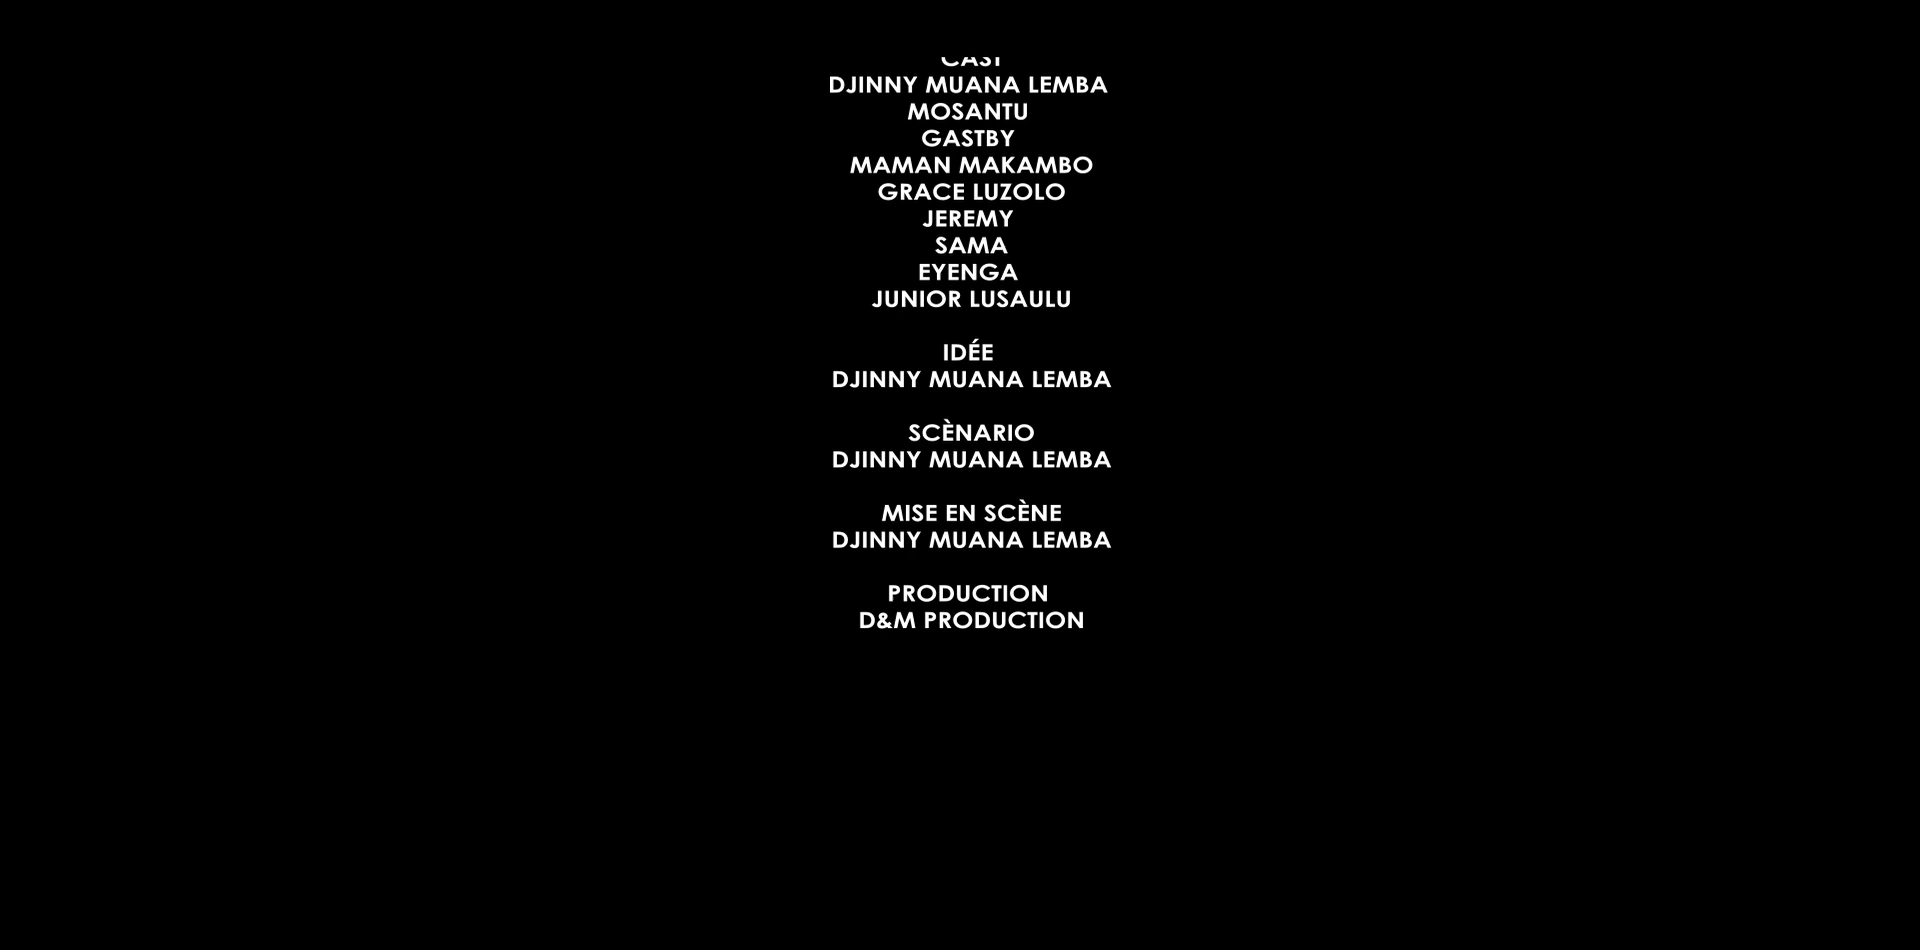 CAST
DJINNY MUANA LEMBA
MOSANTU
GASTBY
MAMAN MAKAMBO
GRACE LUZOLO
JEREMY
SAMA
EYENGA
JUNIOR LUSAULU
IDÉE
DJINNY MUANA LEMBA
SCÈNARIO
DJINNY MUANA LEMBA
MISE EN SCÈNE
DJINNY MUANA LEMBA
PRODUCTION
D&M PRODUCTION